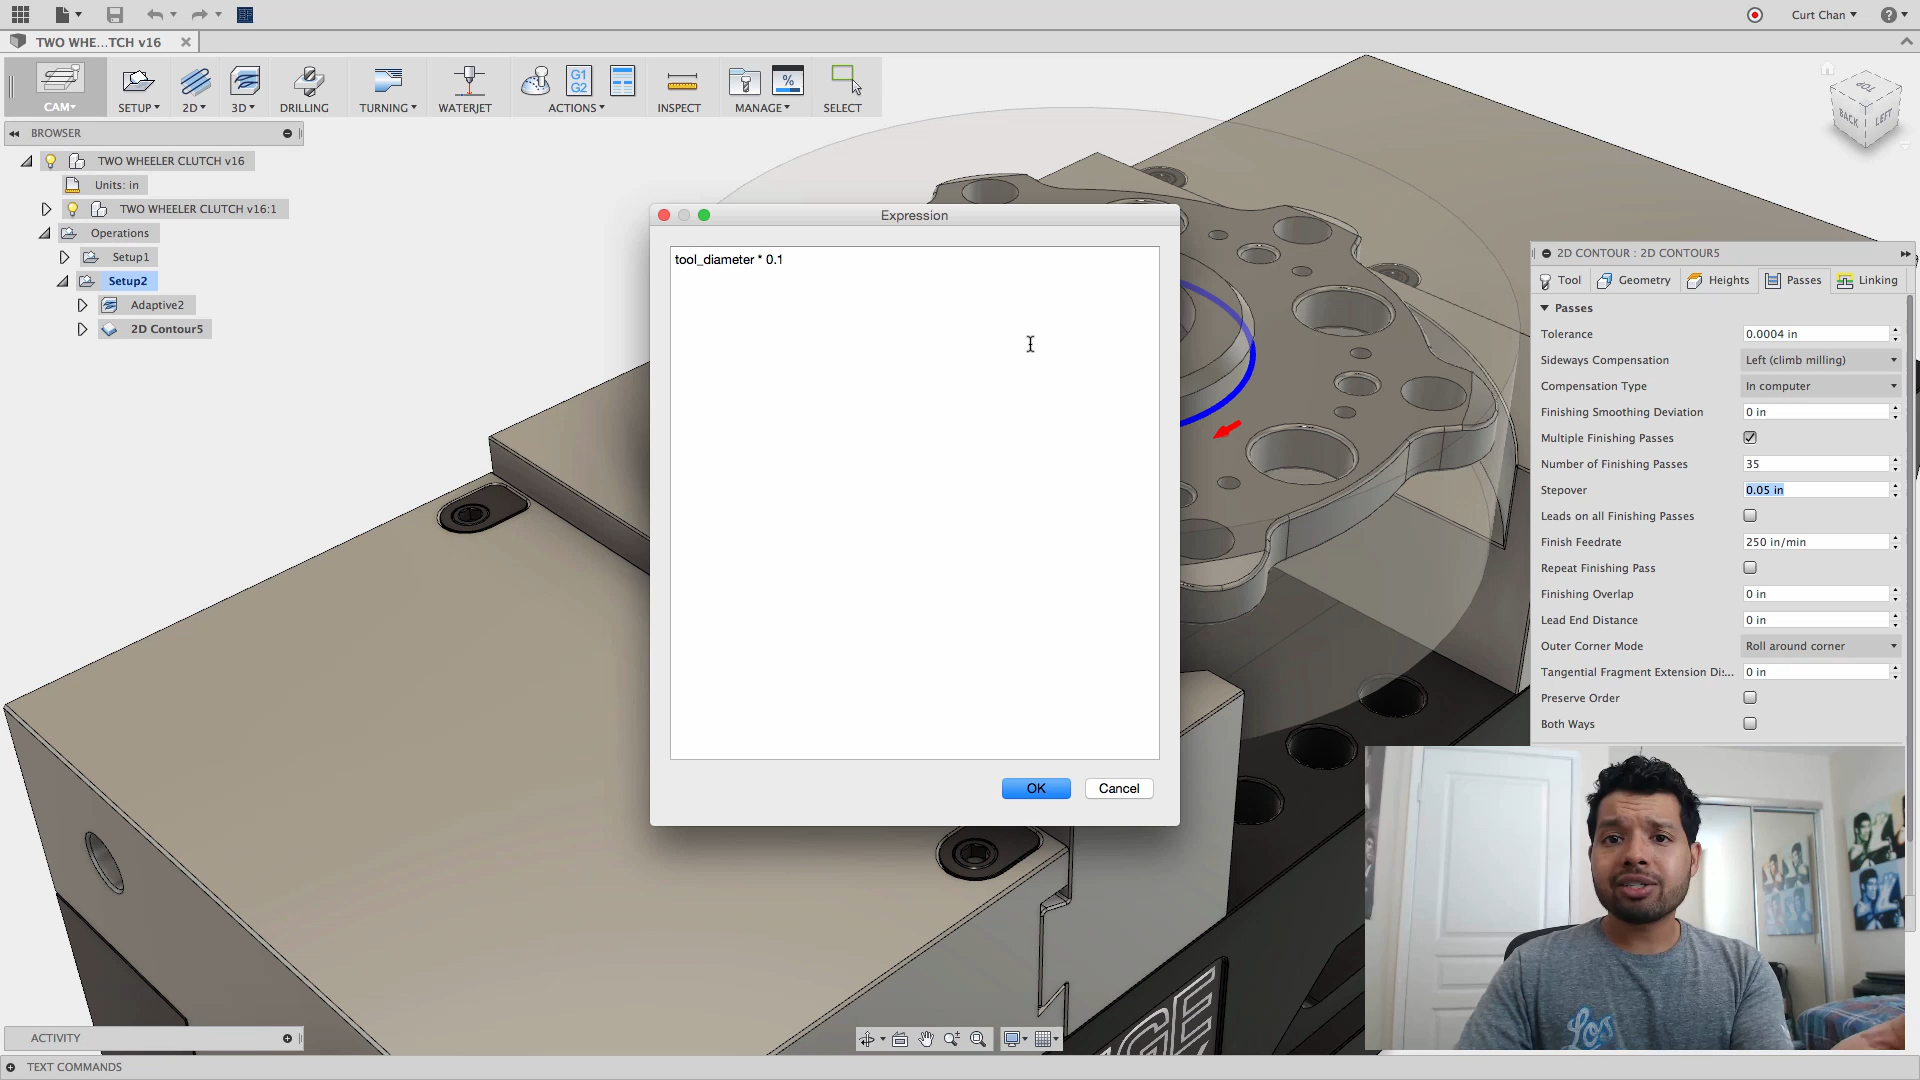 Curt Chan
TWO WHE...TCH v16
CAM
SETUP
2D
3D
DRILLING
TURNING
WATERJET
G1
G2
ACTIONS
INSPECT
%
MANAGE
SELECT
TOP
BACK
LEFT
BROWSER
TWO WHEELER CLUTCH v16
Units: in
TWO WHEELER CLUTCH v16:1
Operations
Setup1
Setup2
Adaptive2
2D Contour5
Expression
tool_diameter * 0.1
OK
Cancel
2D CONTOUR : 2D CONTOUR5
Tool
Geometry
Heights
Passes
Linking
Passes
Tolerance 0.0004 in
Sideways Compensation Left (climb milling)
Compensation Type In computer
Finishing Smoothing Deviation 0 in
Multiple Finishing Passes
Number of Finishing Passes 35
Stepover 0.05 in
Leads on all Finishing Passes
Finish Feedrate 250 in/min
Repeat Finishing Pass
Finishing Overlap 0 in
Lead End Distance 0 in
Outer Corner Mode Roll around corner
Tangential Fragment Extension Di:... 0 in
Preserve Order
Both Ways
ACTIVITY
TEXT COMMANDS